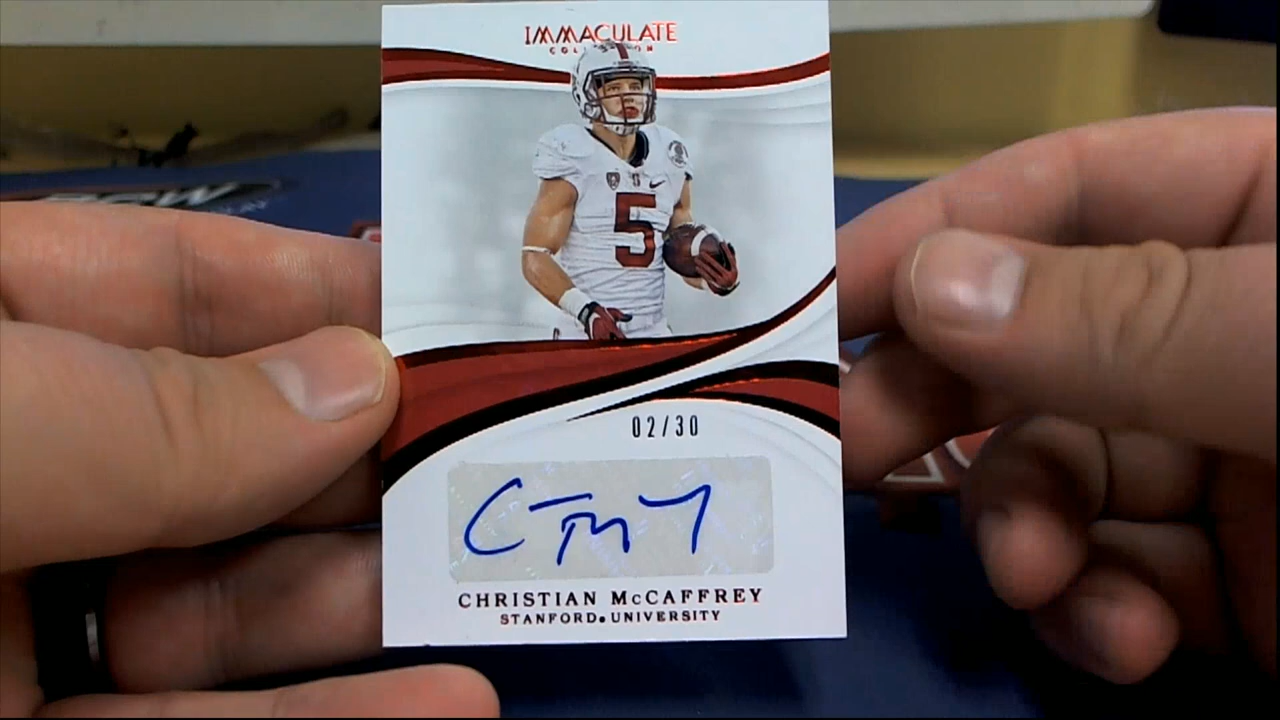 IMMACULATE
COLLECTION
5
02/30
CHRISTIAN McCAFFREY
STANFORD UNIVERSITY